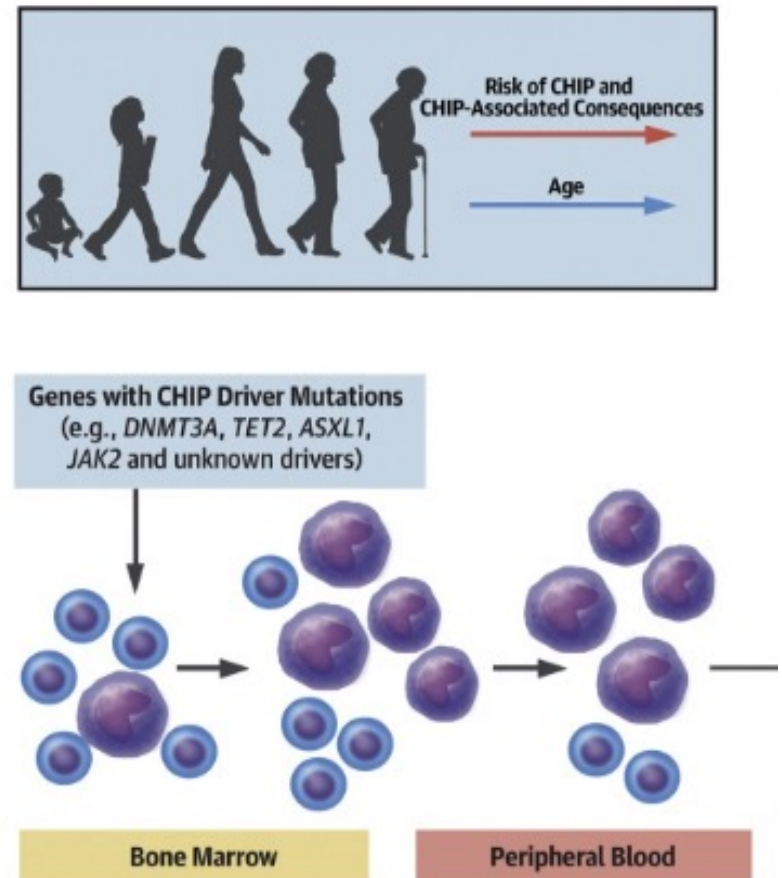 Risk of CHIP and
CHIP-Associated Consequences
Age
Genes with CHIP Driver Mutations
(e.g., DNMT3A, TET2, ASXL1,
JAK2 and unknown drivers)
Bone Marrow
Peripheral Blood